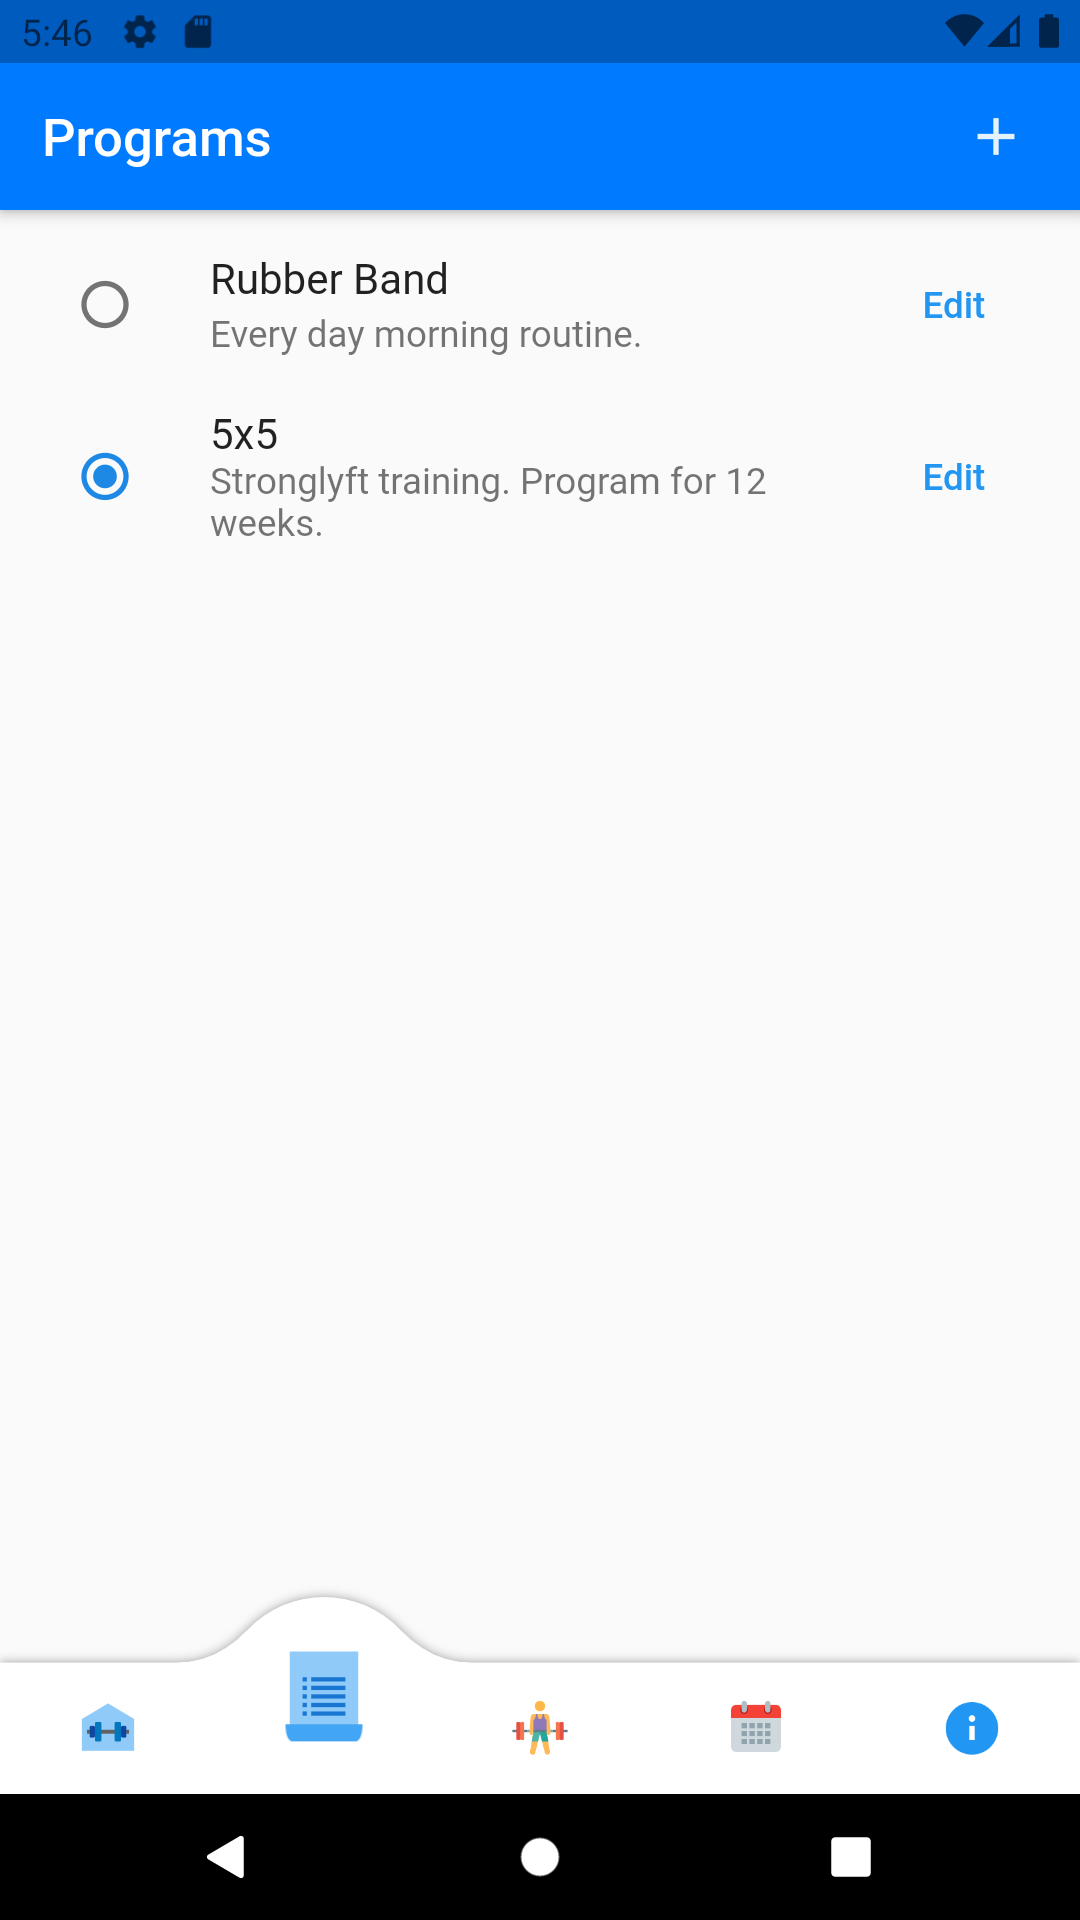 5:46
Programs
Rubber Band
Every day morning routine.
Edit
5x5
Stronglyft training. Program for 12
weeks.
Edit